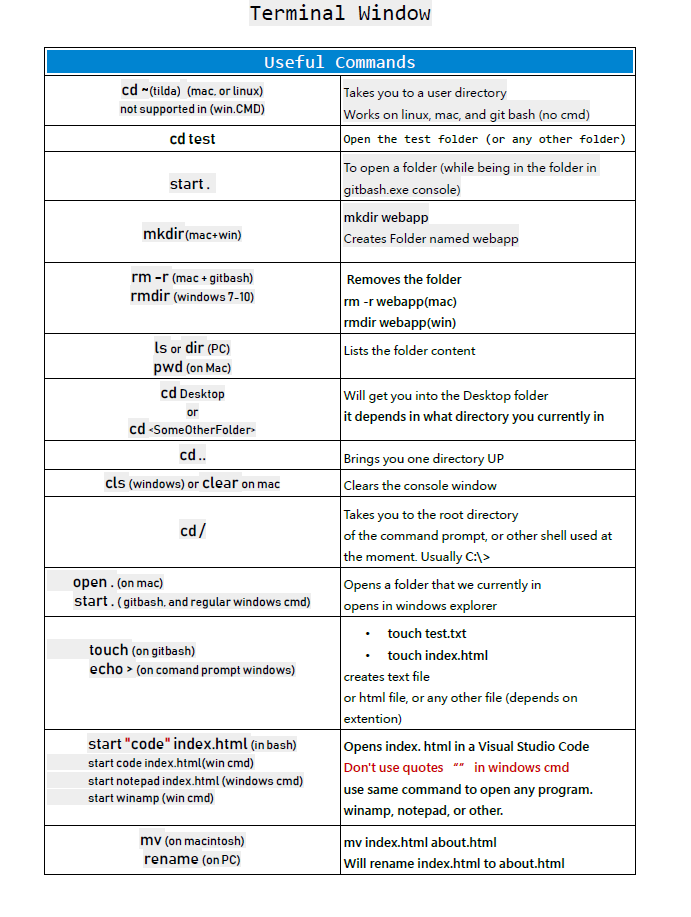 Terminal Window
Useful Commands
cd ~(tilda) (mac, or linux)
not supported in (win.CMD)
Takes you to a user directory
Works on linux, mac, and git bash (no cmd)
cd test
Open the test folder (or any other folder)
start .
To open a folder (while being in the folder in
gitbash.exe console)
mkdir(mac+win)
mkdir webapp
Creates Folder named webapp
rm -r (mac + gitbash)
rmdir (windows 7-10)
Removes the folder
rm -r webapp(mac)
rmdir webapp(win)
ls or dir (PC)
pwd (on Mac)
Lists the folder content
cd Desktop
or
cd <SomeOtherFolder>
Will get you into the Desktop folder
it depends in what directory you currently in
cd ..
Brings you one directory UP
cls (windows) or clear on mac
Clears the console window
cd /
Takes you to the root directory
of the command prompt, or other shell used at
the moment. Usually C:\>
open . (on mac)
start . ( gitbash, and regular windows cmd)
Opens a folder that we currently in
opens in windows explorer
touch (on gitbash)
echo > (on comand prompt windows)
• touch test.txt
• touch index.html
creates text file
or html file, or any other file (depends on
extention)
start "code" index.html (in bash)
start code index.html(win cmd)
start notepad index.html (windows cmd)
start winamp (win cmd)
Opens index. html in a Visual Studio Code
Don't use quotes “” in windows cmd
use same command to open any program.
winamp, notepad, or other.
mv (on macintosh)
rename (on PC)
mv index.html about.html
Will rename index.html to about.html